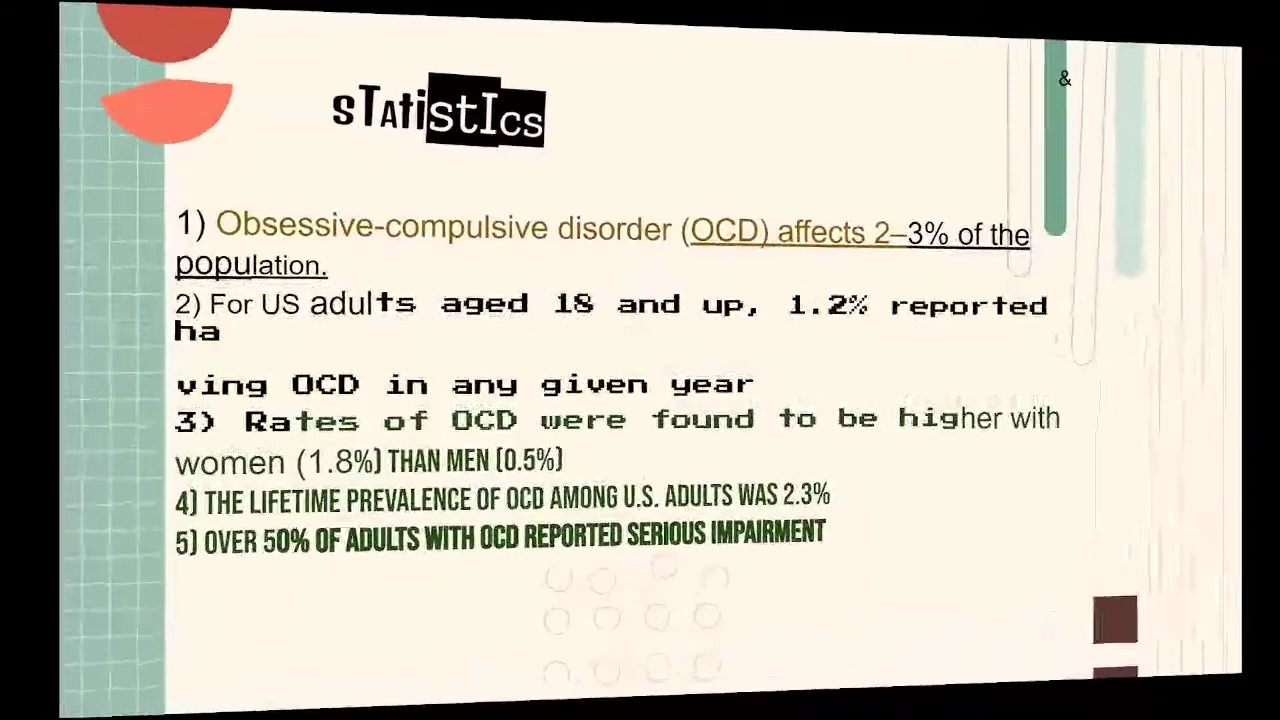 sTAtistIcs
&
1) Obsessive-compulsive disorder (OCD) affects 2–3% of the
population.
2) For US adults aged 18 and up, 1.2% reported
ha
ving OCD in any given year
3) Rates of OCD were found to be higher with
women (1.8%) THAN MEN (0.5%)
4) THE LIFETIME PREVALENCE OF OCD AMONG U.S. ADULTS WAS 2.3%
5) OVER 50% OF ADULTS WITH OCD REPORTED SERIOUS IMPAIRMENT